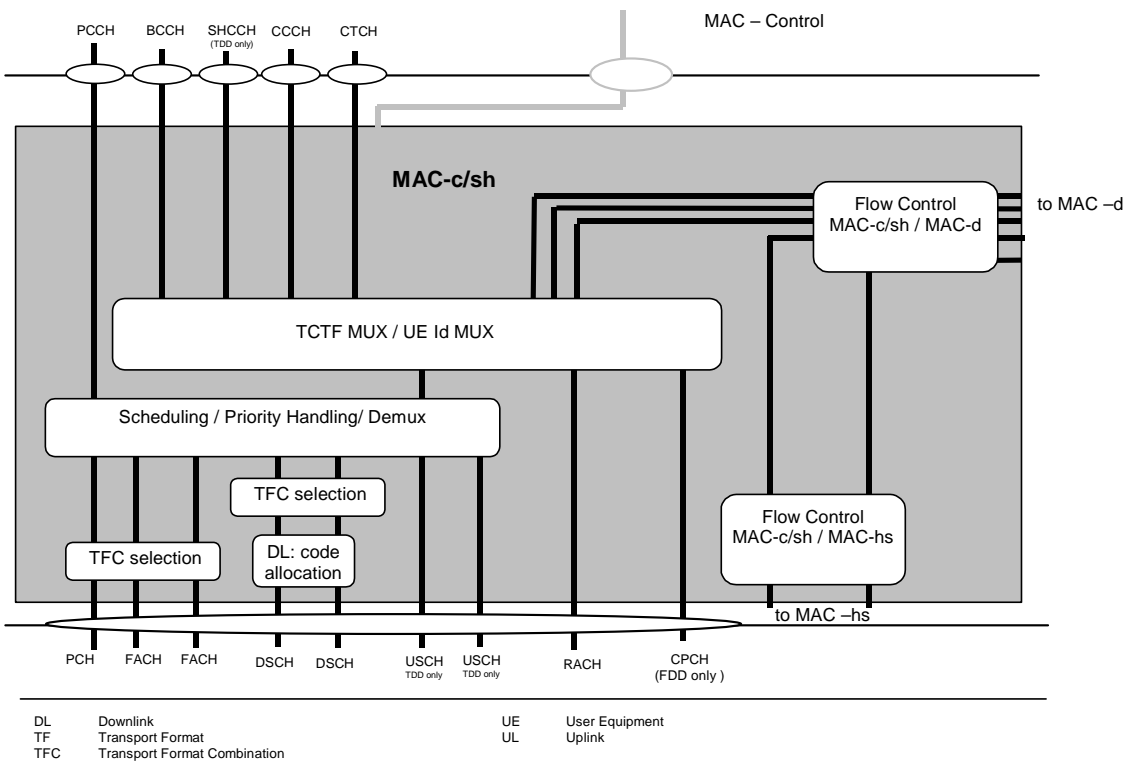 MAC – Control
PCCH
BCCH
SHCCH
(TDD only)
CCCH
CTCH
MAC-c/sh
Flow Control
MAC-c/sh / MAC-d
to MAC –d
TCTF MUX / UE Id MUX
Scheduling / Priority Handling/ Demux
TFC selection
TFC selection
DL: code
allocation
Flow Control
MAC-c/sh / MAC-hs
to MAC –hs
PCH
FACH
FACH
DSCH
DSCH
USCH
TDD only
USCH
TDD only
RACH
CPCH
(FDD only )
DL Downlink
TF Transport Format
TFC Transport Format Combination
UE User Equipment
UL Uplink